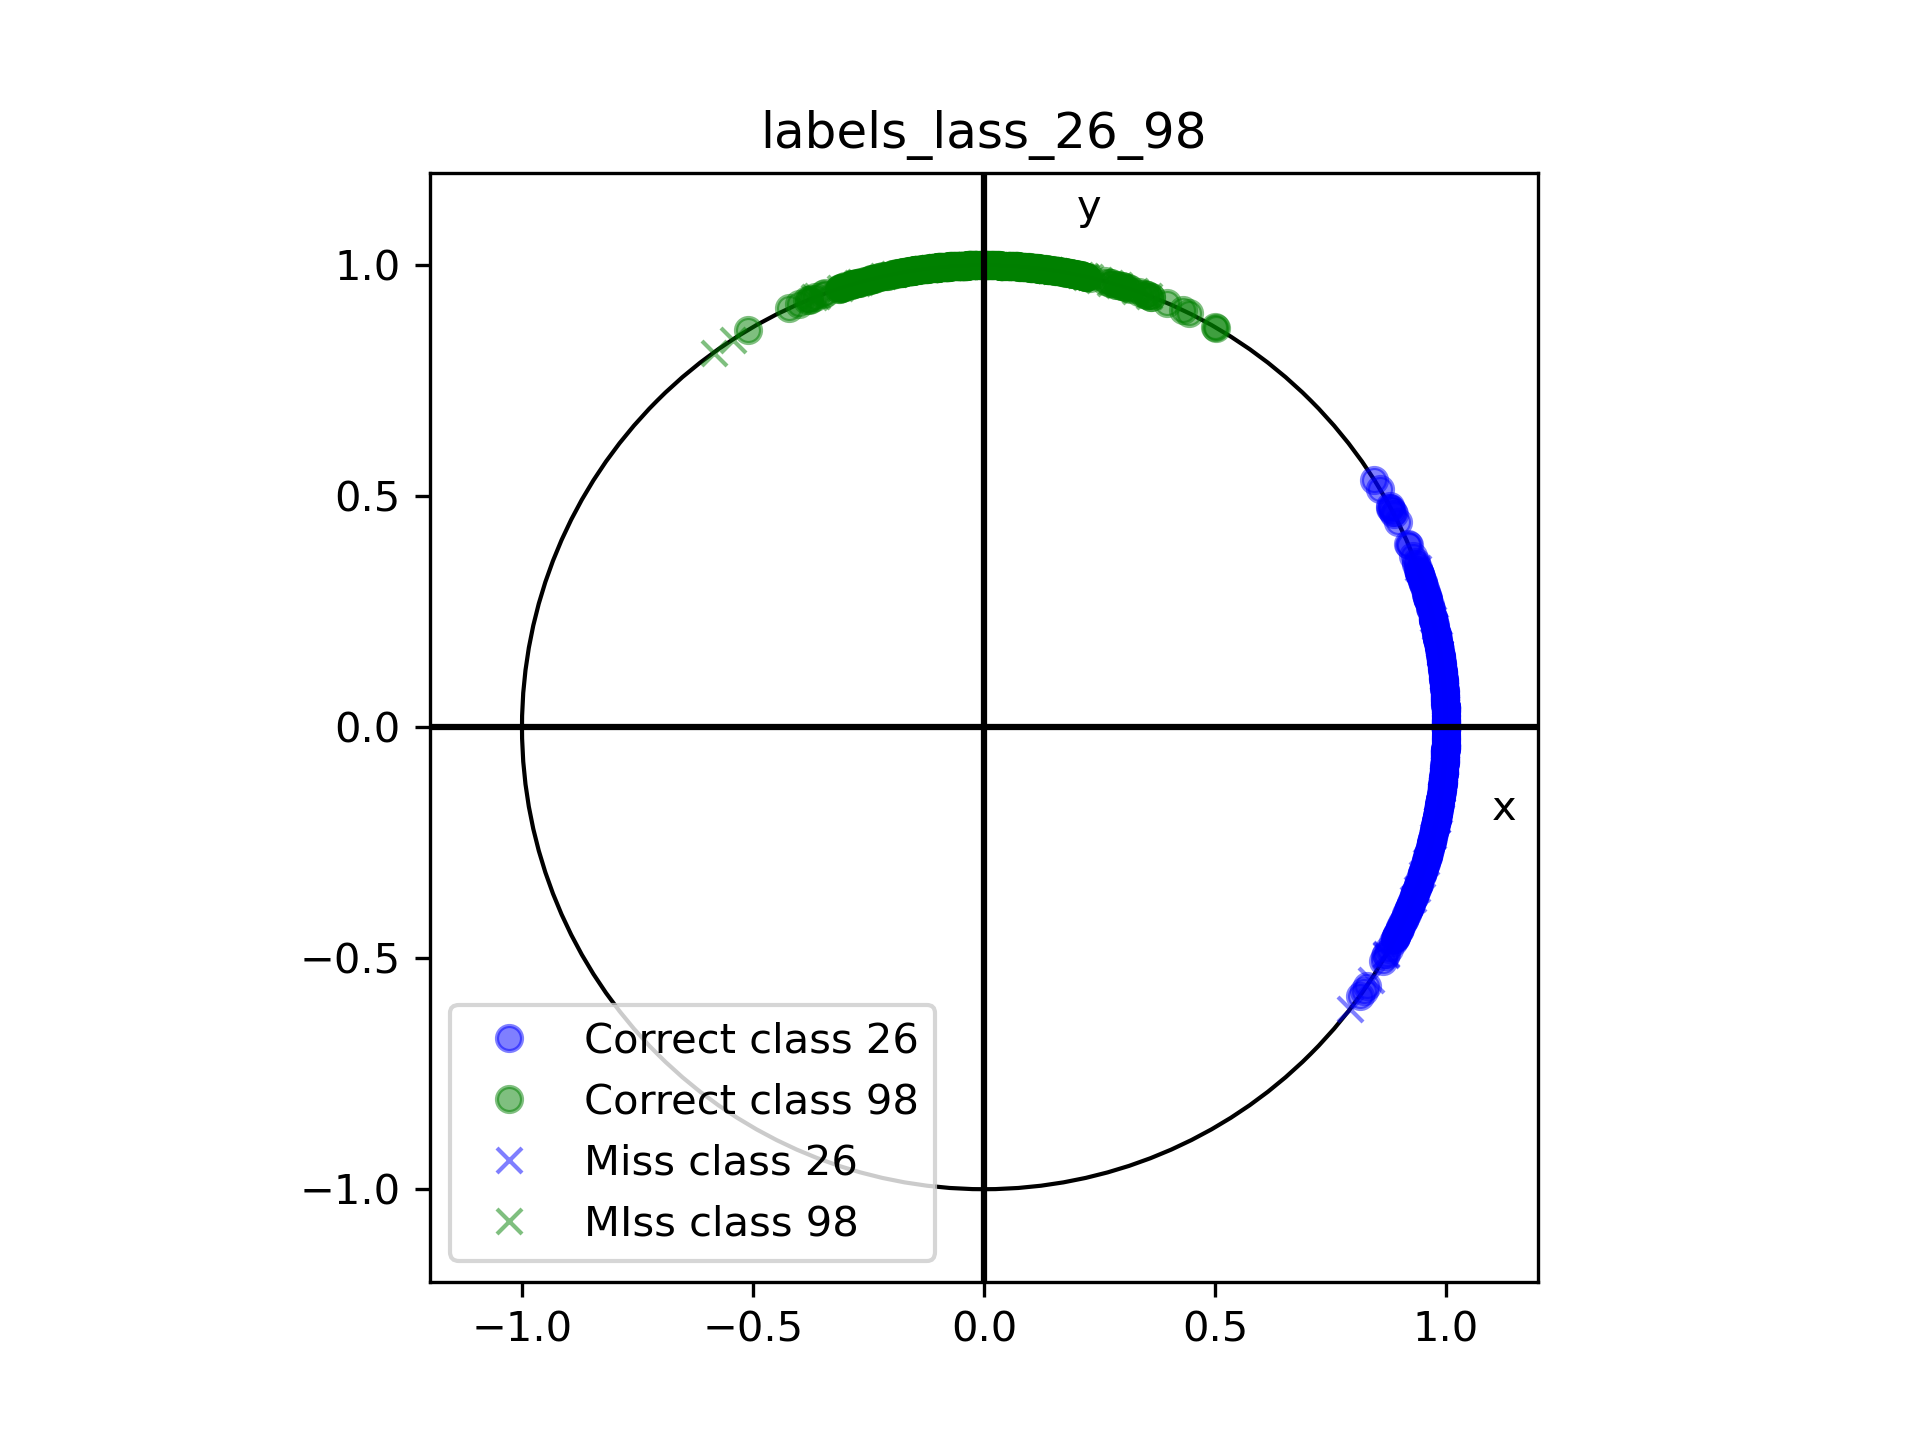 labels_lass_26_98
y
1.0
0.5
0.0
x
−0.5
−1.0
Correct class 26
Correct class 98
Miss class 26
MIss class 98
−1.0 −0.5 0.0 0.5 1.0